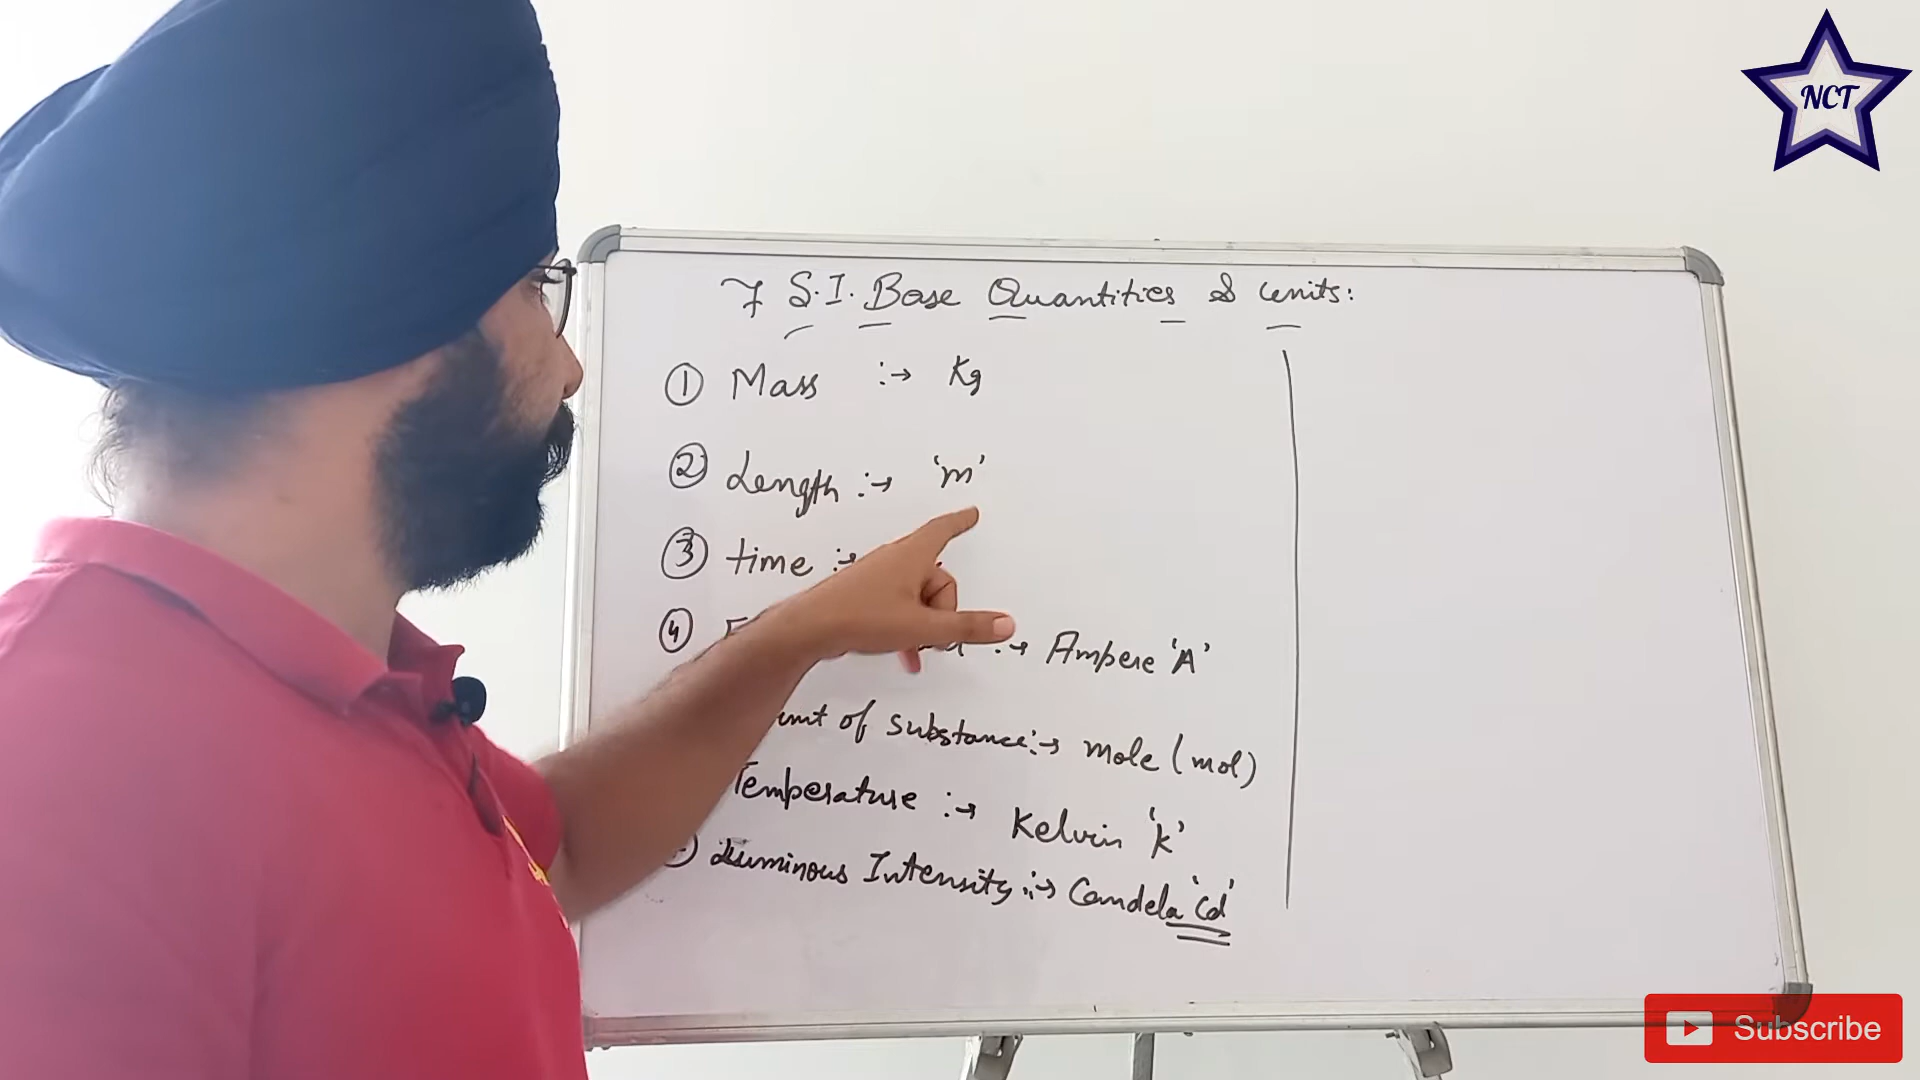 NCT
7 S.I. Base Quantities & Units:
① Mass :→ Kg
② Length :→ 'm'
③ time :→
④ :→ Ampere 'A'
of substance :→ mole (mol)
Temperature :→ Kelvin 'K'
Luminous Intensity :→ Candela 'Cd'
Subscribe